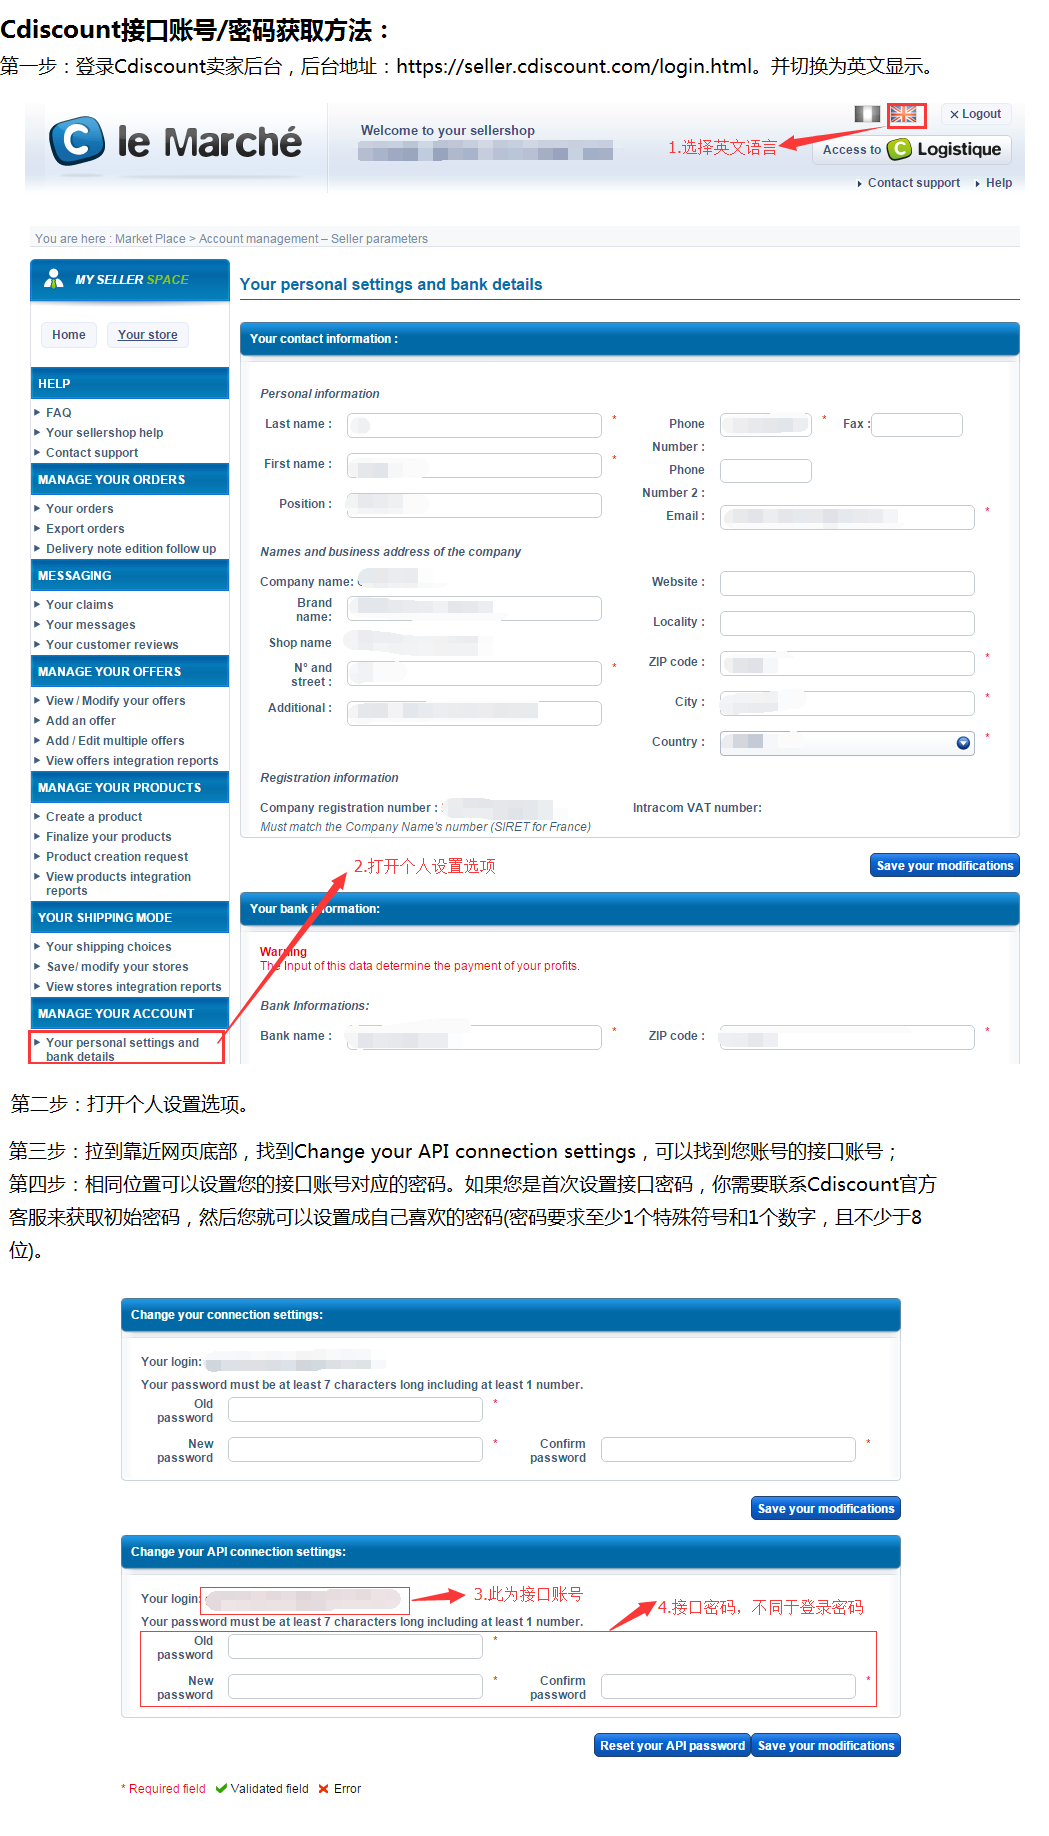 Cdiscount接口账号/密码获取方法：
第一步：登录Cdiscount卖家后台，后台地址：https://seller.cdiscount.com/login.html。并切换为英文显示。
C le Marché
Welcome to your sellershop
× Logout
1.选择英文语言
Access to C Logistique
Contact support Help
You are here : Market Place > Account management – Seller parameters
MY SELLER SPACE
Home Your store
HELP
FAQ
Your sellershop help
Contact support
MANAGE YOUR ORDERS
Your orders
Export orders
Delivery note edition follow up
MESSAGING
Your claims
Your messages
Your customer reviews
MANAGE YOUR OFFERS
View / Modify your offers
Add an offer
Add / Edit multiple offers
View offers integration reports
MANAGE YOUR PRODUCTS
Create a product
Finalize your products
Product creation request
View products integration
reports
YOUR SHIPPING MODE
Your shipping choices
Save/ modify your stores
View stores integration reports
MANAGE YOUR ACCOUNT
Your personal settings and
bank details
Your personal settings and bank details
Your contact information :
Personal information
Last name : *
First name : *
Position :
Phone * Fax :
Number :
Phone
Number 2 :
Email : *
Names and business address of the company
Company name:
Brand
name:
Shop name
N° and *
street :
Additional :
Website :
Locality :
ZIP code : *
City : *
Country : *
Registration information
Company registration number : Intracom VAT number:
Must match the Company Name's number (SIRET for France)
2.打开个人设置选项
Save your modifications
Your bank information:
Warning
The Input of this data determine the payment of your profits.
Bank Informations:
Bank name : * ZIP code : *
第二步：打开个人设置选项。
第三步：拉到靠近网页底部，找到Change your API connection settings，可以找到您账号的接口账号；
第四步：相同位置可以设置您的接口账号对应的密码。如果您是首次设置接口密码，你需要联系Cdiscount官方
客服来获取初始密码，然后您就可以设置成自己喜欢的密码(密码要求至少1个特殊符号和1个数字，且不少于8
位)。
Change your connection settings:
Your login:
Your password must be at least 7 characters long including at least 1 number.
Old *
password
New * Confirm *
password password
Save your modifications
Change your API connection settings:
Your login: 3.此为接口账号
4.接口密码，不同于登录密码
Your password must be at least 7 characters long including at least 1 number.
Old *
password
New * Confirm *
password password
Reset your API password Save your modifications
* Required field Validated field Error